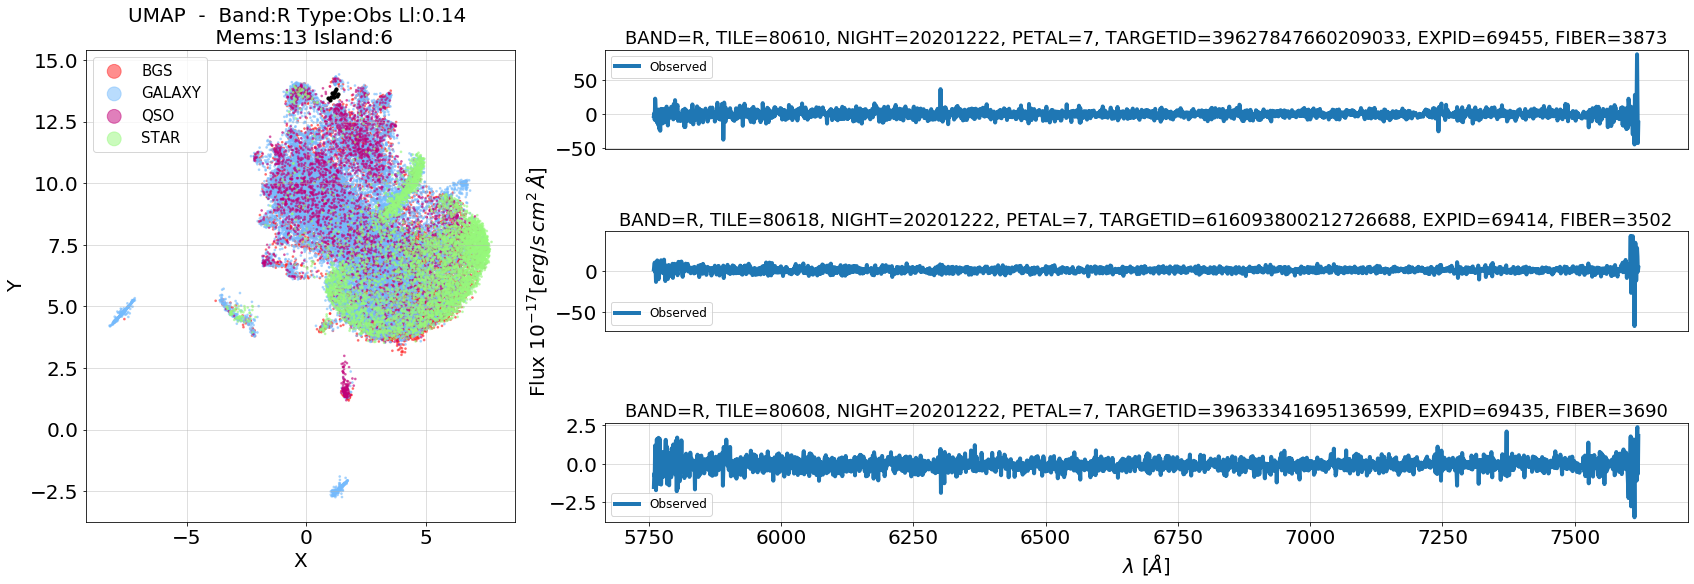 UMAP - Band:R Type:Obs Ll:0.14
Mems:13 Island:6
15.0
12.5
10.0
7.5
5.0
2.5
0.0
−2.5
Y
BGS
GALAXY
QSO
STAR
−5
0
5
X
Flux 10⁻¹⁷[erg/s cm² Å]
BAND=R, TILE=80610, NIGHT=20201222, PETAL=7, TARGETID=39627847660209033, EXPID=69455, FIBER=3873
50
0
−50
Observed
BAND=R, TILE=80618, NIGHT=20201222, PETAL=7, TARGETID=616093800212726688, EXPID=69414, FIBER=3502
0
−50
Observed
BAND=R, TILE=80608, NIGHT=20201222, PETAL=7, TARGETID=39633341695136599, EXPID=69435, FIBER=3690
2.5
0.0
−2.5
Observed
5750
6000
6250
6500
6750
7000
7250
7500
λ [Å]